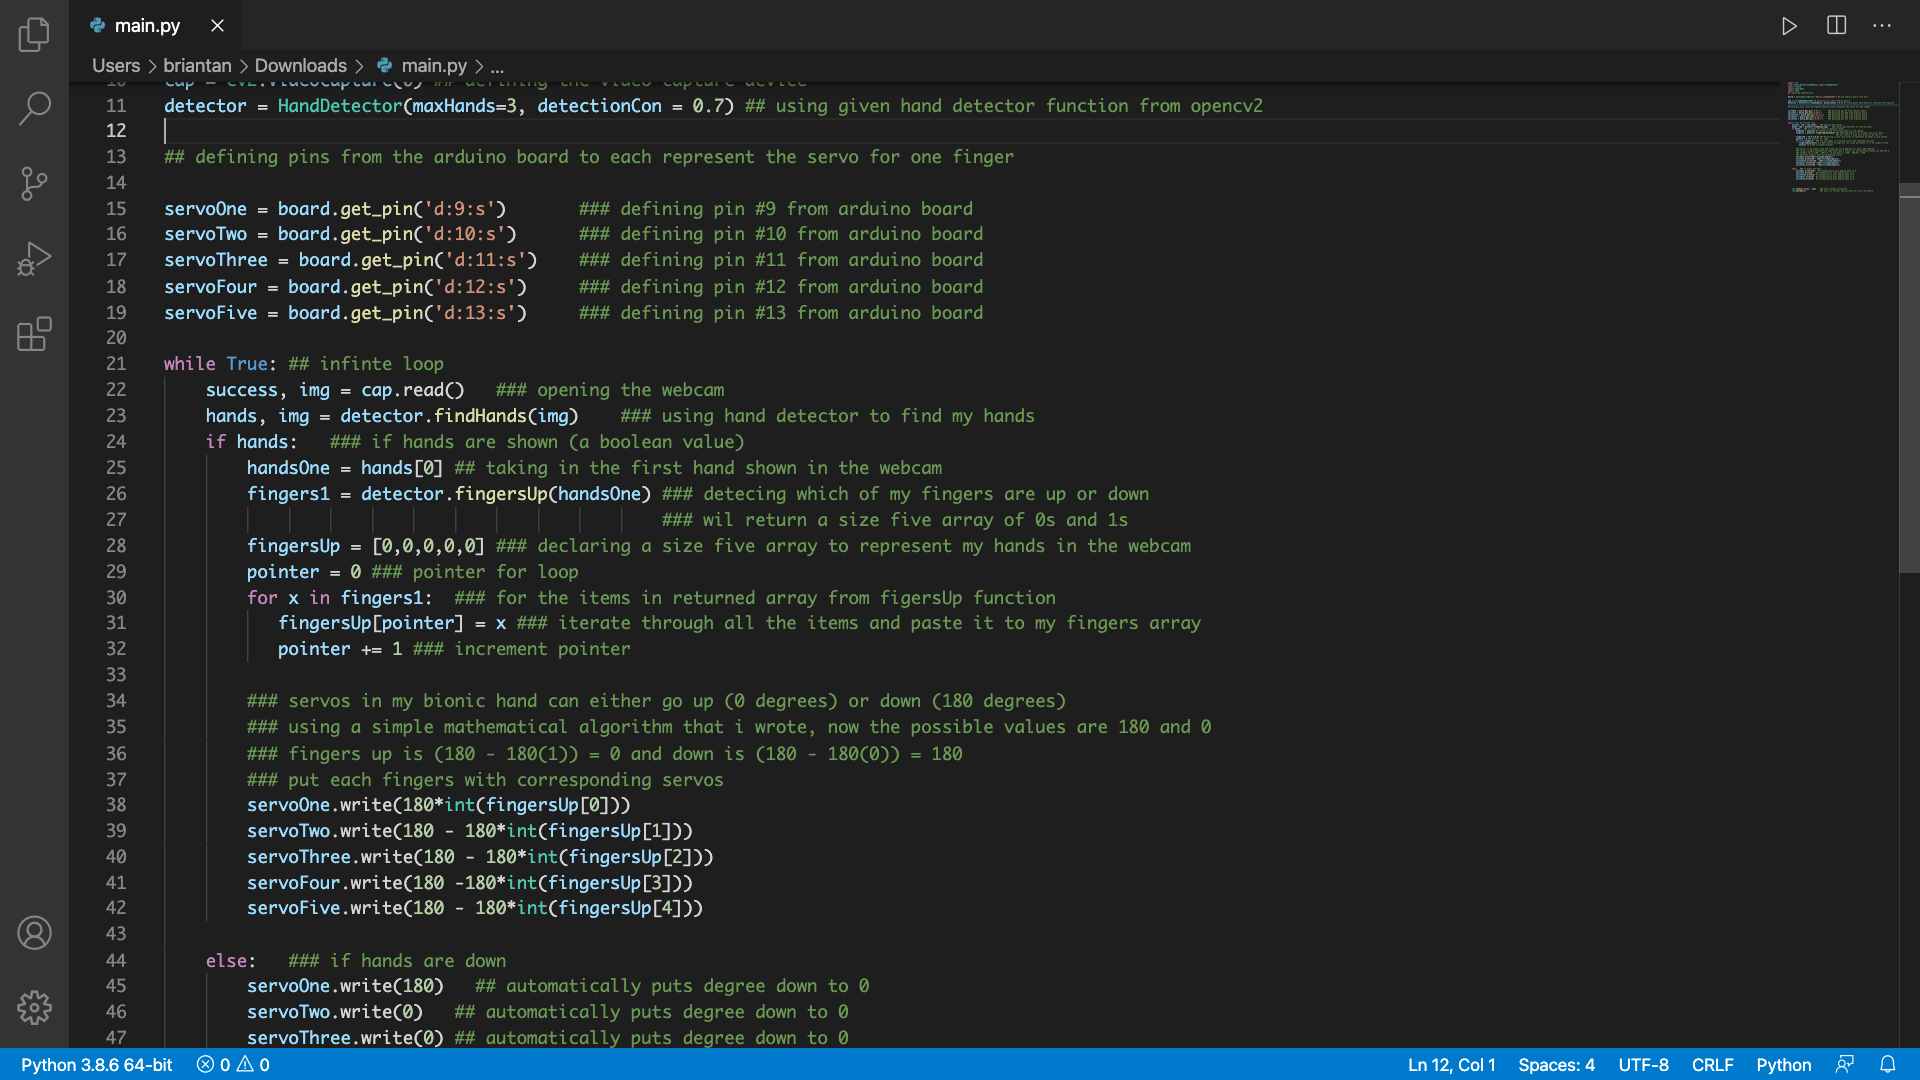 main.py
Users > briantan > Downloads > main.py > ...
10 cap = cv2.VideoCapture(0) ## defining the video capture device
11 detector = HandDetector(maxHands=3, detectionCon = 0.7) ## using given hand detector function from opencv2
12
13 ## defining pins from the arduino board to each represent the servo for one finger
14
15 servoOne = board.get_pin('d:9:s') ### defining pin #9 from arduino board
16 servoTwo = board.get_pin('d:10:s') ### defining pin #10 from arduino board
17 servoThree = board.get_pin('d:11:s') ### defining pin #11 from arduino board
18 servoFour = board.get_pin('d:12:s') ### defining pin #12 from arduino board
19 servoFive = board.get_pin('d:13:s') ### defining pin #13 from arduino board
20
21 while True: ## infinte loop
22 success, img = cap.read() ### opening the webcam
23 hands, img = detector.findHands(img) ### using hand detector to find my hands
24 if hands: ### if hands are shown (a boolean value)
25 handsOne = hands[0] ## taking in the first hand shown in the webcam
26 fingers1 = detector.fingersUp(handsOne) ### detecing which of my fingers are up or down
27 ### wil return a size five array of 0s and 1s
28 fingersUp = [0,0,0,0,0] ### declaring a size five array to represent my hands in the webcam
29 pointer = 0 ### pointer for loop
30 for x in fingers1: ### for the items in returned array from figersUp function
31 fingersUp[pointer] = x ### iterate through all the items and paste it to my fingers array
32 pointer += 1 ### increment pointer
33
34 ### servos in my bionic hand can either go up (0 degrees) or down (180 degrees)
35 ### using a simple mathematical algorithm that i wrote, now the possible values are 180 and 0
36 ### fingers up is (180 - 180(1)) = 0 and down is (180 - 180(0)) = 180
37 ### put each fingers with corresponding servos
38 servoOne.write(180*int(fingersUp[0]))
39 servoTwo.write(180 - 180*int(fingersUp[1]))
40 servoThree.write(180 - 180*int(fingersUp[2]))
41 servoFour.write(180 -180*int(fingersUp[3]))
42 servoFive.write(180 - 180*int(fingersUp[4]))
43
44 else: ### if hands are down
45 servoOne.write(180) ## automatically puts degree down to 0
46 servoTwo.write(0) ## automatically puts degree down to 0
47 servoThree.write(0) ## automatically puts degree down to 0
Python 3.8.6 64-bit 0 0 Ln 12, Col 1 Spaces: 4 UTF-8 CRLF Python